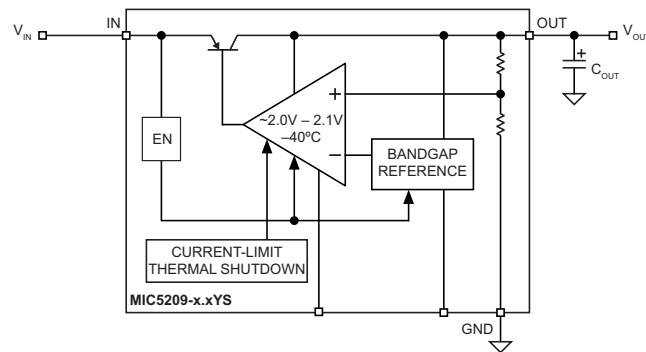 IN
OUT
VIN
VOUT
+
COUT
+
~2.0V – 2.1V
–40ºC
–
EN
BANDGAP
REFERENCE
CURRENT-LIMIT
THERMAL SHUTDOWN
MIC5209-x.xYS
GND